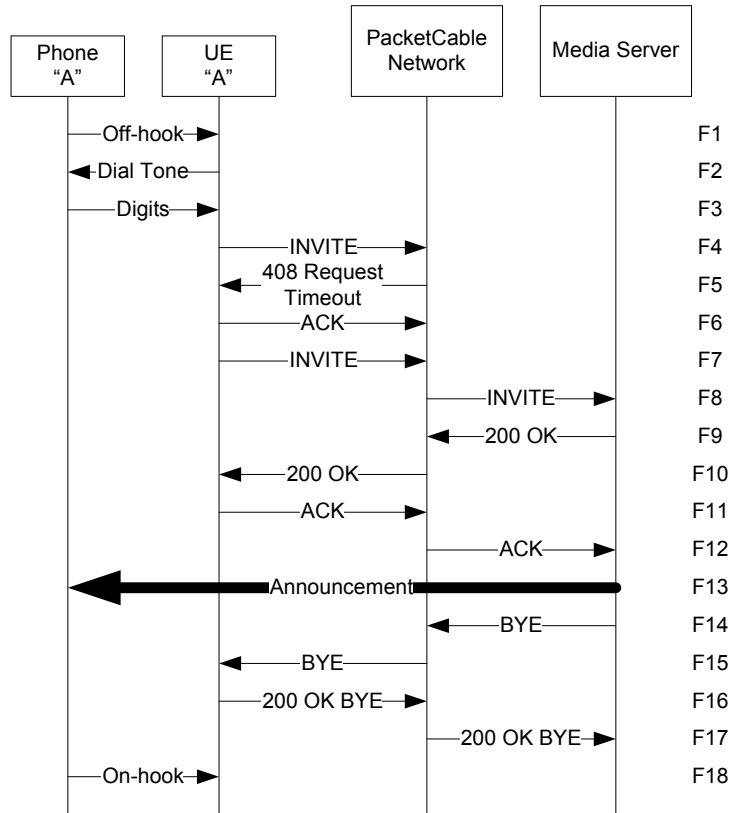 Phone
“A”
UE
“A”
PacketCable
Network
Media Server
Off-hook F1
Dial Tone F2
Digits F3
INVITE F4
408 Request
Timeout
F5
ACK F6
INVITE F7
INVITE F8
200 OK F9
200 OK F10
ACK F11
ACK F12
Announcement F13
BYE F14
BYE F15
200 OK BYE F16
200 OK BYE F17
On-hook F18